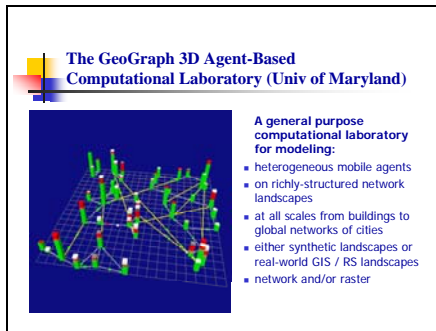 The GeoGraph 3D Agent-Based
Computational Laboratory (Univ of Maryland)
A general purpose
computational laboratory
for modeling:
heterogeneous mobile agents
on richly-structured network
landscapes
at all scales from buildings to
global networks of cities
either synthetic landscapes or
real-world GIS / RS landscapes
network and/or raster